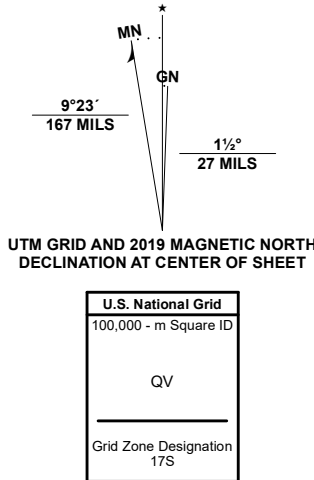 ★
MN
GN
9°23´
167 MILS
1½°
27 MILS
UTM GRID AND 2019 MAGNETIC NORTH
DECLINATION AT CENTER OF SHEET
U.S. National Grid
100,000 - m Square ID
QV
Grid Zone Designation
17S